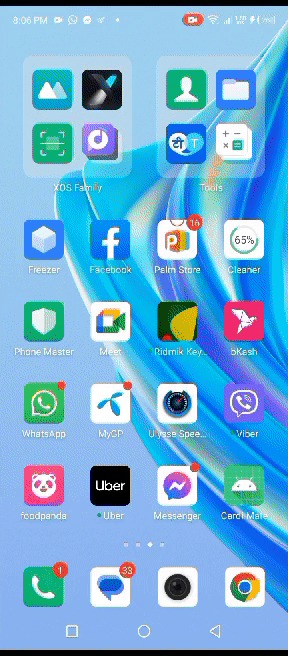 8:06 PM
XOS Family
Tools
16
65%
Freezer
Facebook
Palm Store
Cleaner
Phone Master
Meet
Ridmik Key...
bKash
WhatsApp
MyGP
Ulysse Spee...
Viber
Uber
foodpanda
Uber
Messenger
Cardi Mate
1
33